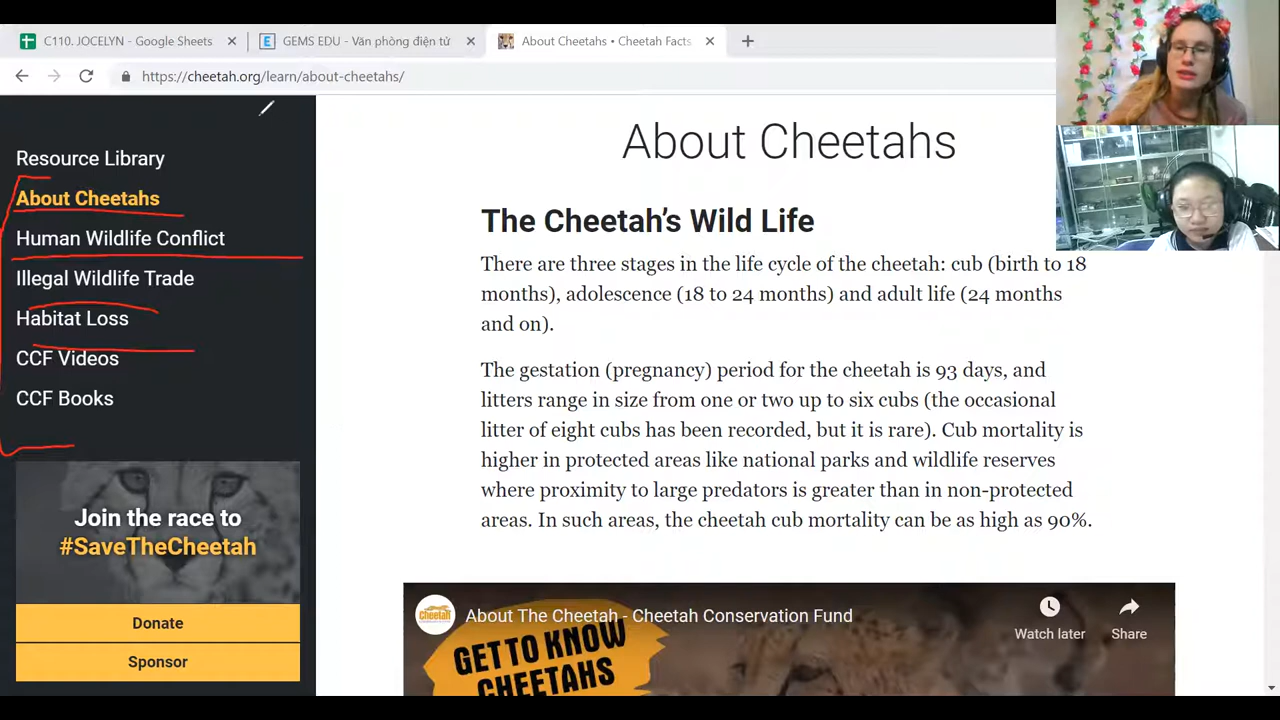 C110. JOCELYN - Google Sheets
GEMS EDU - Văn phòng điện tử
About Cheetahs • Cheetah Facts
https://cheetah.org/learn/about-cheetahs/
Resource Library
About Cheetahs
Human Wildlife Conflict
Illegal Wildlife Trade
Habitat Loss
CCF Videos
CCF Books
Join the race to
#SaveTheCheetah
Donate
Sponsor
About Cheetahs
The Cheetah's Wild Life
There are three stages in the life cycle of the cheetah: cub (birth to 18
months), adolescence (18 to 24 months) and adult life (24 months
and on).
The gestation (pregnancy) period for the cheetah is 93 days, and
litters range in size from one or two up to six cubs (the occasional
litter of eight cubs has been recorded, but it is rare). Cub mortality is
higher in protected areas like national parks and wildlife reserves
where proximity to large predators is greater than in non-protected
areas. In such areas, the cheetah cub mortality can be as high as 90%.
Cheetah
About The Cheetah - Cheetah Conservation Fund
Watch later
Share
GET TO KNOW
CHEETAHS